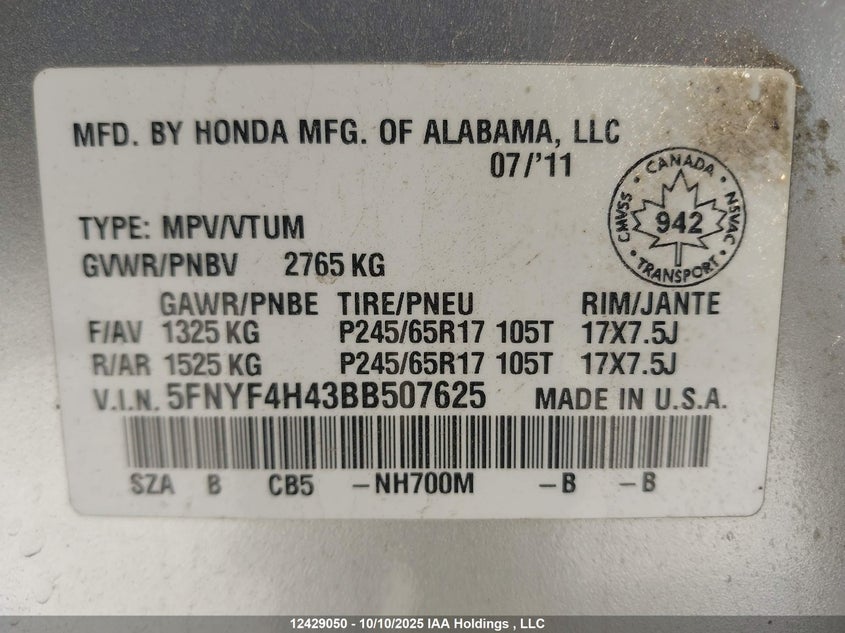 MFD. BY HONDA MFG. OF ALABAMA, LLC
07/'11
CANADA
CMVSS 942 NSVAC
TRANSPORT
TYPE: MPV/VTUM
GVWR/PNBV 2765 KG
GAWR/PNBE TIRE/PNEU RIM/JANTE
F/AV 1325 KG P245/65R17 105T 17X7.5J
R/AR 1525 KG P245/65R17 105T 17X7.5J
V.I.N. 5FNYF4H43BB507625 MADE IN U.S.A.
SZA B CB5 -NH700M -B -B
12429050 - 10/10/2025 IAA Holdings , LLC